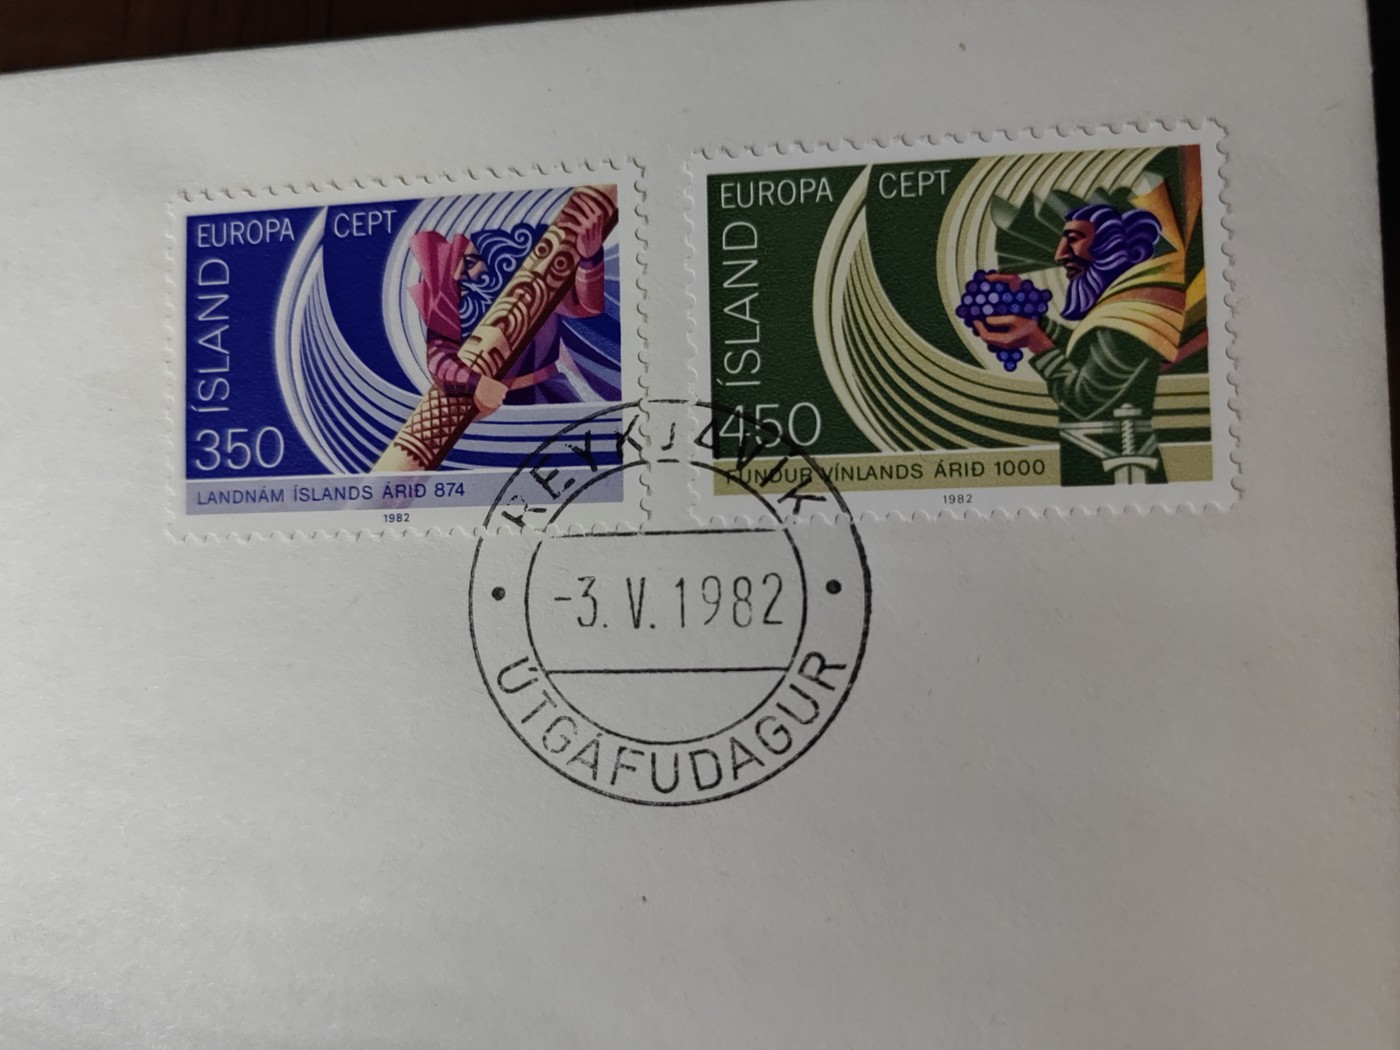 EUROPA CEPT
ÍSLAND
350
LANDNÁM ÍSLANDS ÁRIÐ 874
1982
EUROPA CEPT
ÍSLAND
450
FUNDUR VÍNLANDS ÁRIÐ 1000
1982
REYKJAVÍK
-3. V. 1982
ÚTGÁFUDAGUR